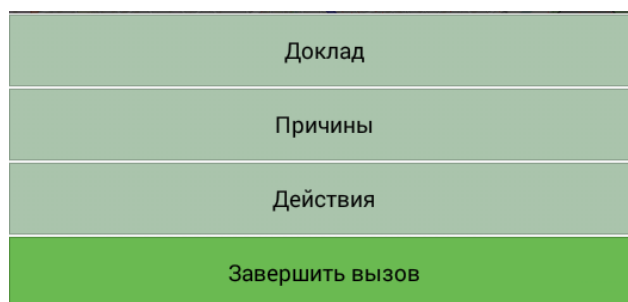 Доклад
Причины
Действия
Завершить вызов